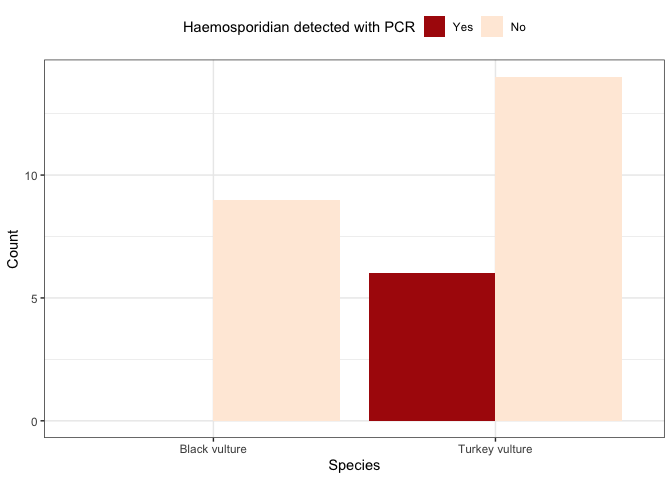 Haemosporidian detected with PCR Yes No
10
5
0
Count
Black vulture Turkey vulture
Species